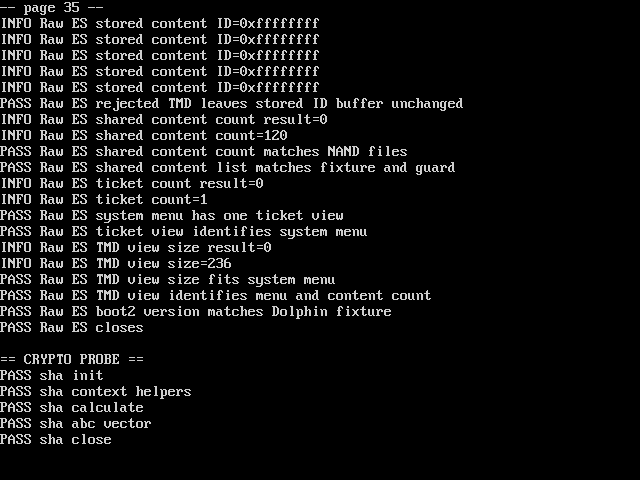 -- page 35 --
INFO Raw ES stored content ID=0xffffffff
INFO Raw ES stored content ID=0xffffffff
INFO Raw ES stored content ID=0xffffffff
INFO Raw ES stored content ID=0xffffffff
INFO Raw ES stored content ID=0xffffffff
PASS Raw ES rejected TMD leaves stored ID buffer unchanged
INFO Raw ES shared content count result=0
INFO Raw ES shared content count=120
PASS Raw ES shared content count matches NAND files
PASS Raw ES shared content list matches fixture and guard
INFO Raw ES ticket count result=0
INFO Raw ES ticket count=1
PASS Raw ES system menu has one ticket view
PASS Raw ES ticket view identifies system menu
INFO Raw ES TMD view size result=0
INFO Raw ES TMD view size=236
PASS Raw ES TMD view size fits system menu
PASS Raw ES TMD view identifies menu and content count
PASS Raw ES boot2 version matches Dolphin fixture
PASS Raw ES closes
== CRYPTO PROBE ==
PASS sha init
PASS sha context helpers
PASS sha calculate
PASS sha abc vector
PASS sha close